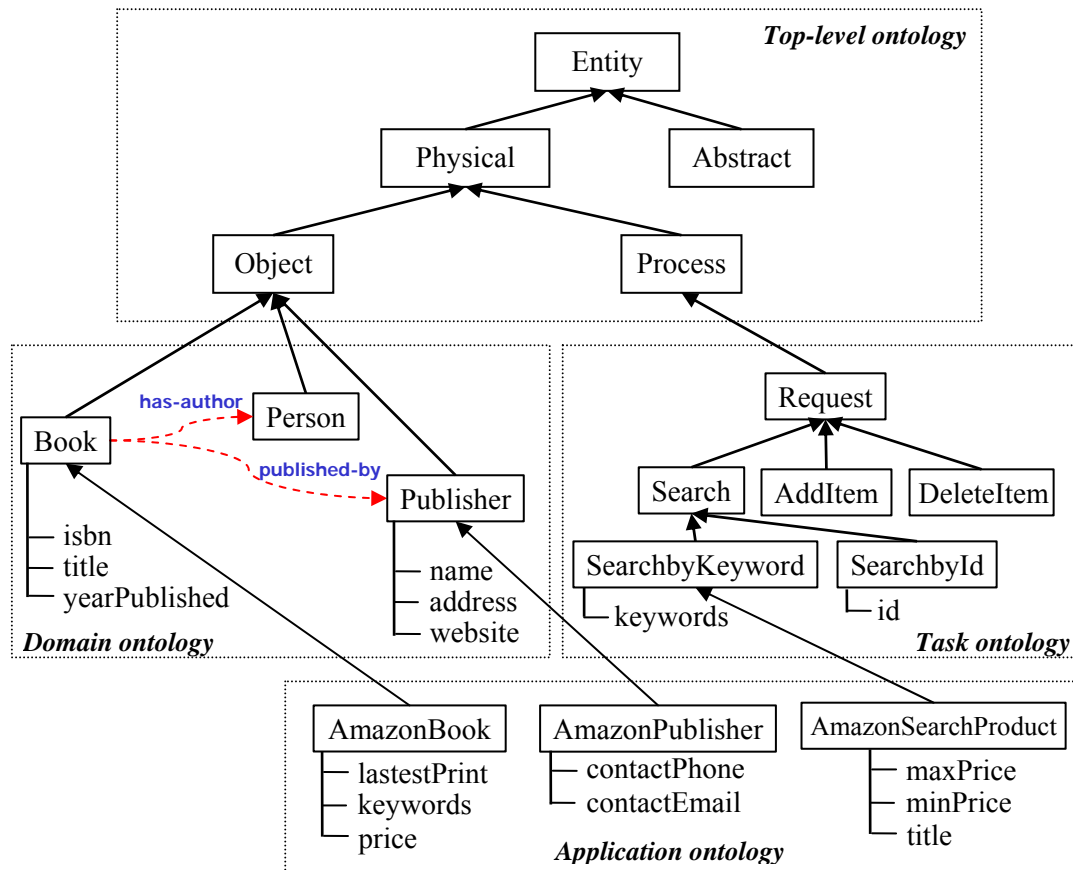 Top-level ontology
Entity
Physical
Abstract
Object
Process
has-author
Person
Request
Book
published-by
Publisher
Search
AddItem
DeleteItem
isbn
title
yearPublished
name
address
website
SearchbyKeyword
SearchbyId
keywords
id
Domain ontology
Task ontology
AmazonBook
AmazonPublisher
AmazonSearchProduct
lastestPrint
keywords
price
contactPhone
contactEmail
maxPrice
minPrice
title
Application ontology